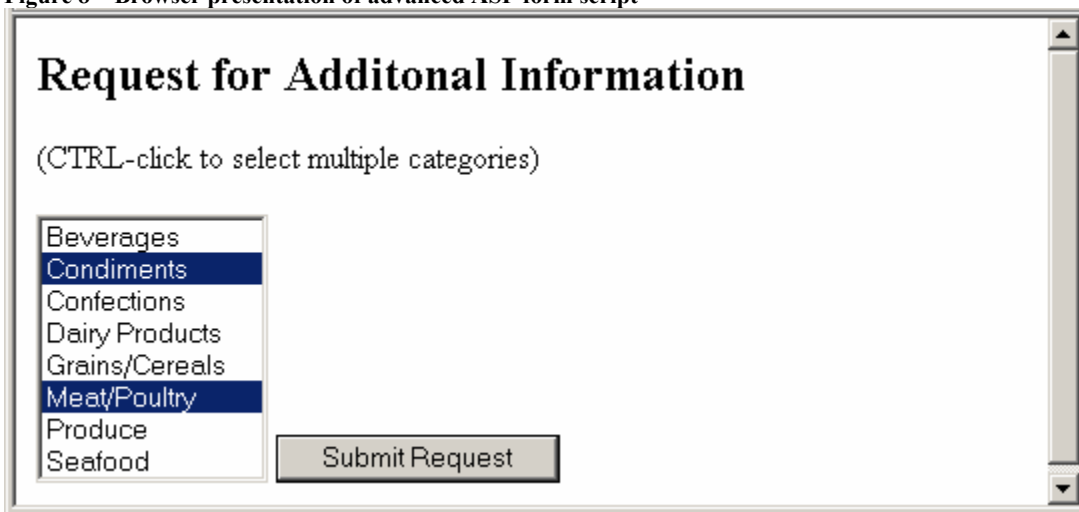 Figure – Browser presentation of advanced ASP form script
Request for Additonal Information
(CTRL-click to select multiple categories)
Beverages
Condiments
Confections
Dairy Products
Grains/Cereals
Meat/Poultry
Produce
Seafood
Submit Request